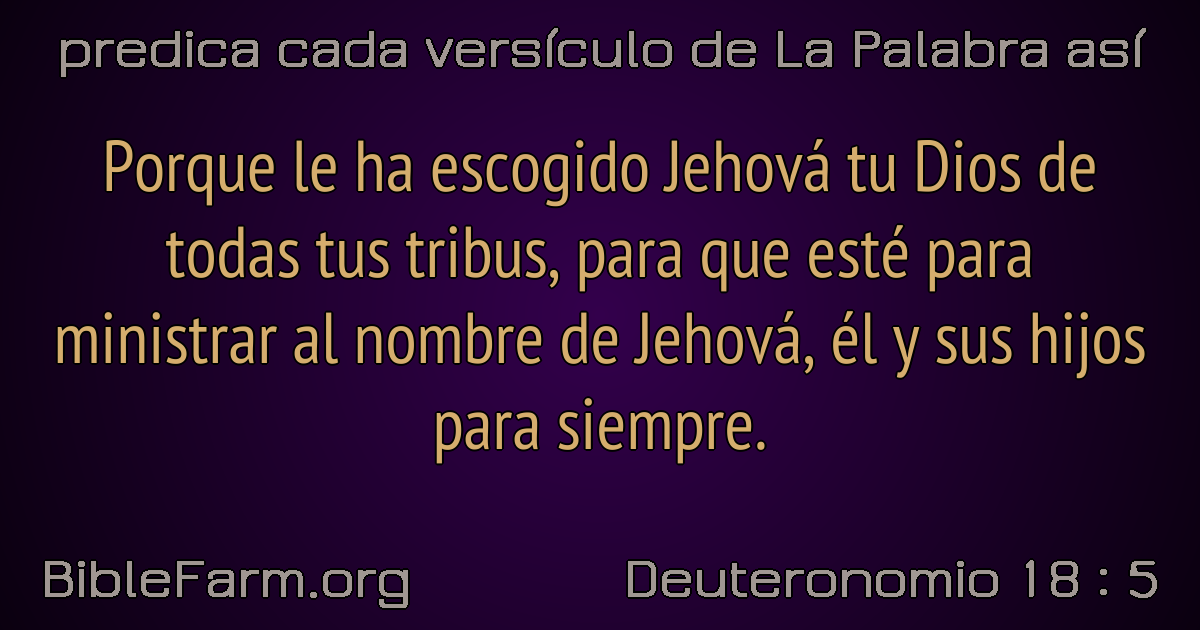 predica cada versículo de La Palabra así
Porque le ha escogido Jehová tu Dios de
todas tus tribus, para que esté para
ministrar al nombre de Jehová, él y sus hijos
para siempre.
BibleFarm.org
Deuteronomio 18 : 5